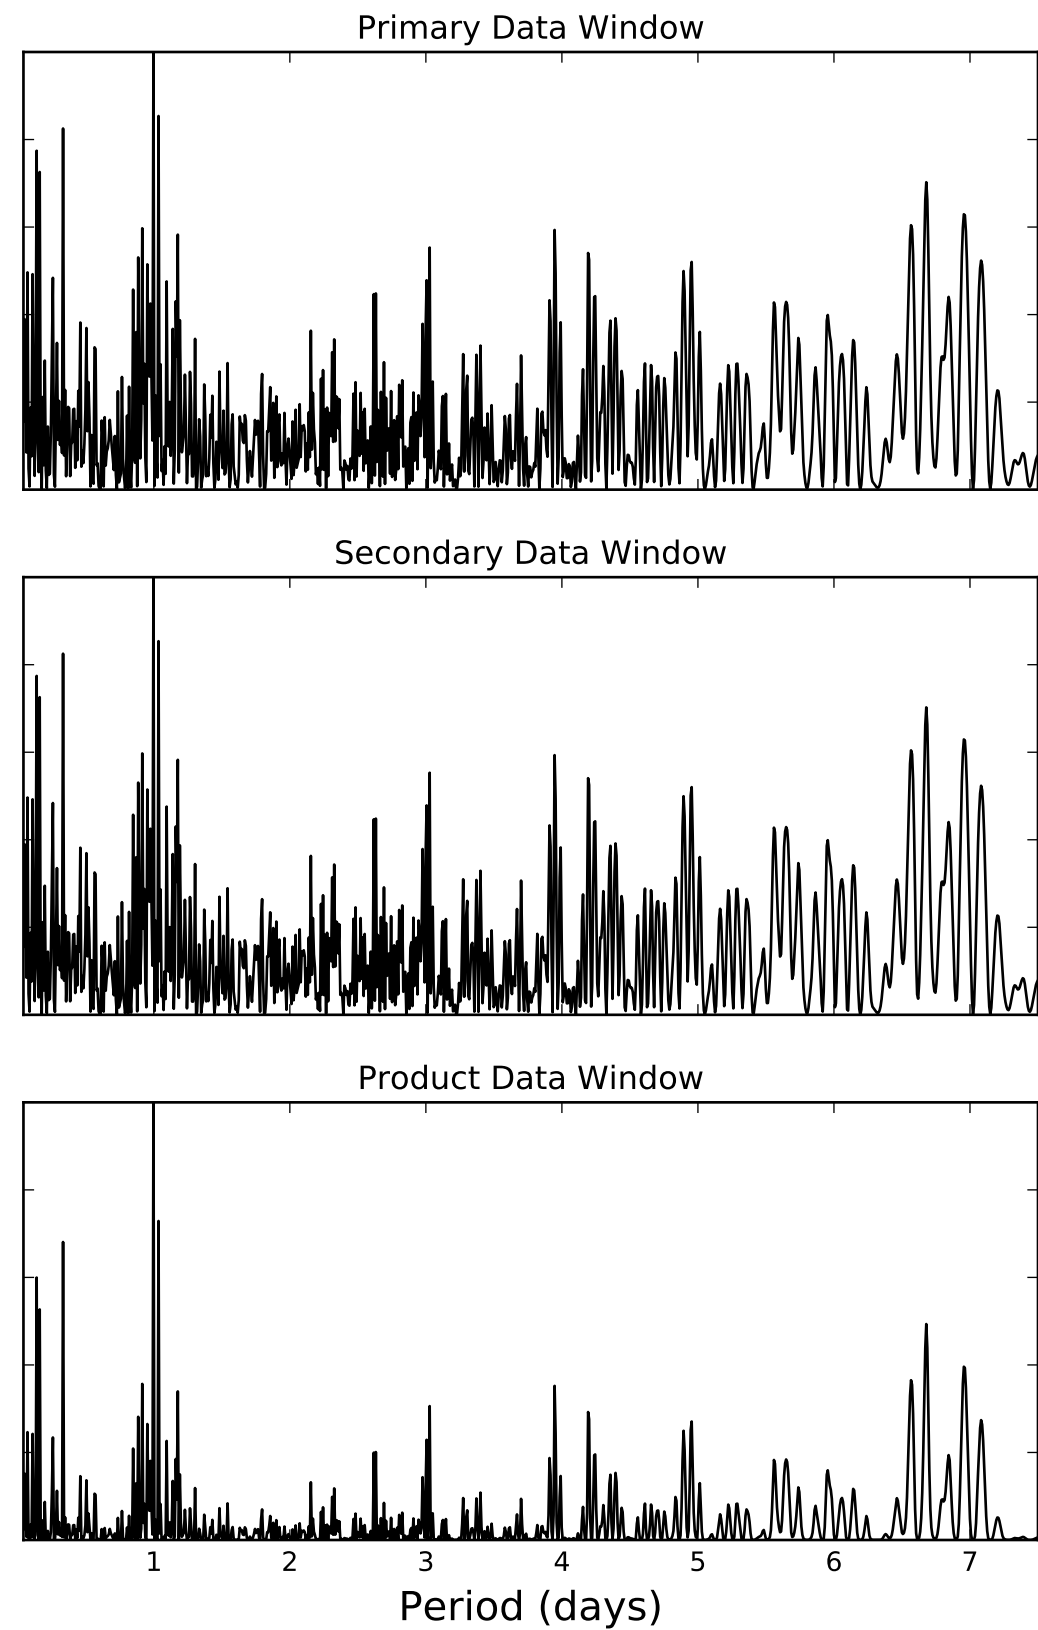 Primary Data Window
Secondary Data Window
Product Data Window
1 2 3 4 5 6 7
Period (days)